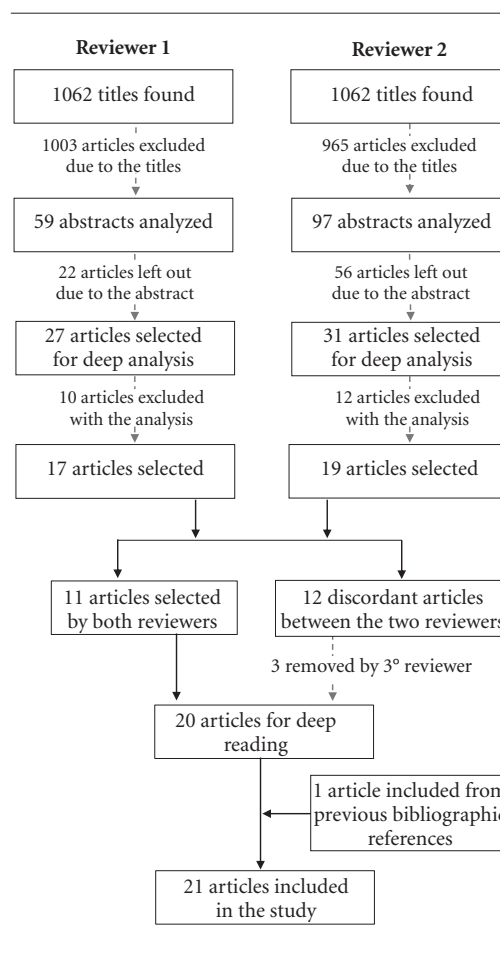 Reviewer 1
1062 titles found
1003 articles excluded
due to the titles
59 abstracts analyzed
22 articles left out
due to the abstract
27 articles selected
for deep analysis
10 articles excluded
with the analysis
17 articles selected
Reviewer 2
1062 titles found
965 articles excluded
due to the titles
97 abstracts analyzed
56 articles left out
due to the abstract
31 articles selected
for deep analysis
12 articles excluded
with the analysis
19 articles selected
11 articles selected
by both reviewers
12 discordant articles
between the two reviewers
3 removed by 3° reviewer
20 articles for deep
reading
1 article included from
previous bibliographic
references
21 articles included
in the study